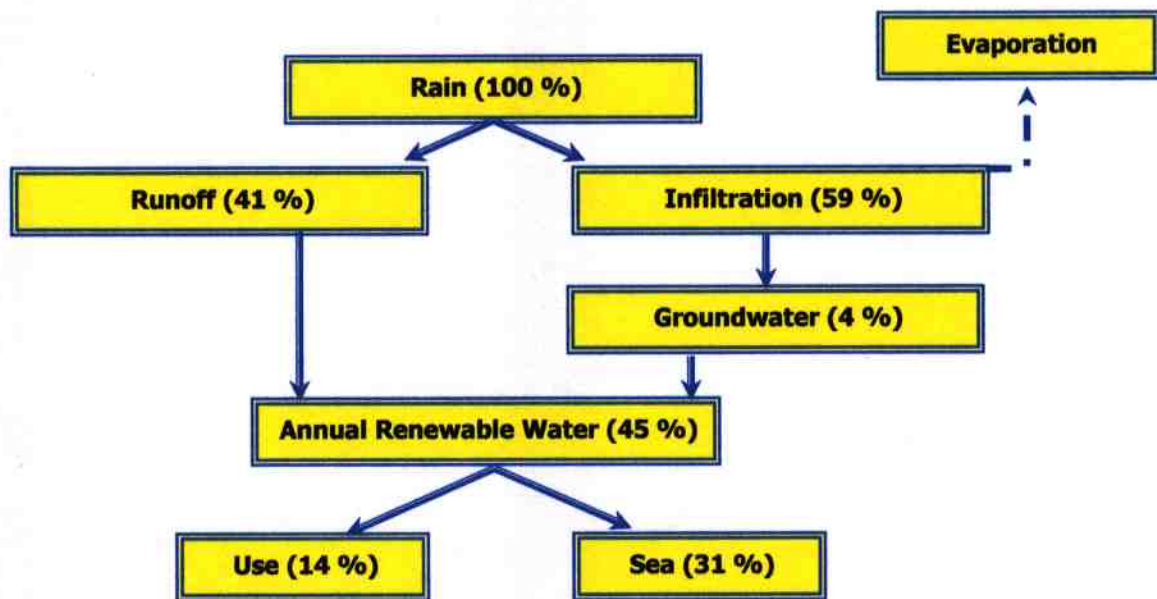 Evaporation
Rain (100 %)
Runoff (41 %)
Infiltration (59 %)
Groundwater (4 %)
Annual Renewable Water (45 %)
Use (14 %)
Sea (31 %)